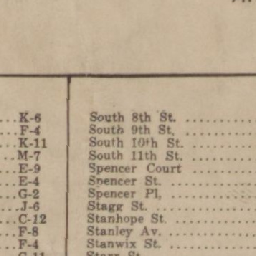 ...K-6 South 8th St. ............
...F-4 South 9th St. ............
...K-11 South 10th St. ............
...M-7 South 11th St. ............
...E-9 Spencer Court ............
...E-4 Spencer St. ............
...G-2 Spencer Pl. ............
...J-6 Stagg St. ............
...C-12 Stanhope St. ............
...F-8 Stanley Av. ............
...F-4 Stanwix St. ............